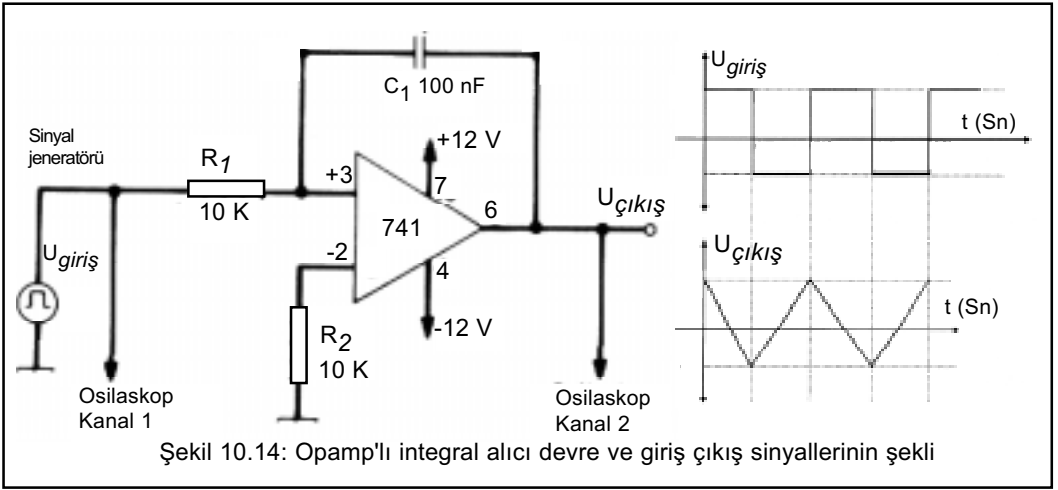 C1 100 nF
Sinyal
jeneratörü
R1
10 K
+12 V
+3
7
741
6
-2
4
-12 V
Ugiriş
R2
10 K
Uçıkış
Osilaskop
Kanal 1
Osilaskop
Kanal 2
Ugiriş
t (Sn)
Uçıkış
t (Sn)
Şekil 10.14: Opamp'lı integral alıcı devre ve giriş çıkış sinyallerinin şekli